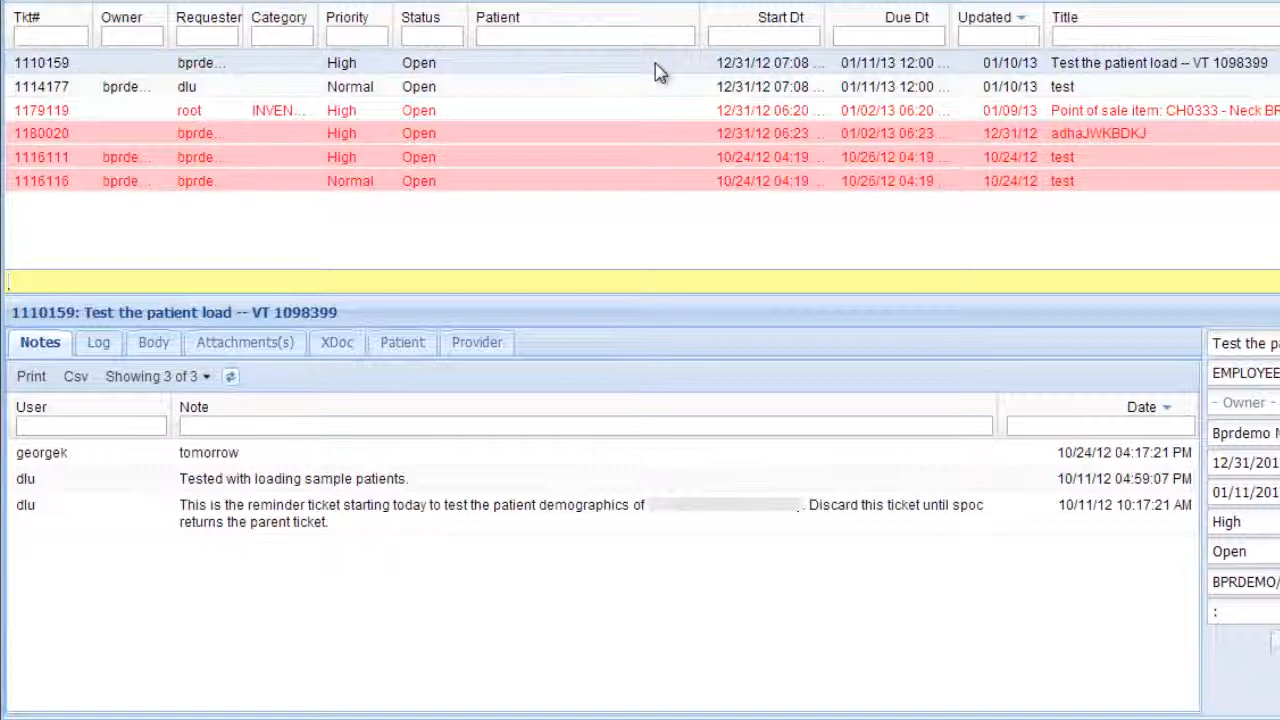 Tkt# Owner Requester Category Priority Status Patient Start Dt Due Dt Updated Title
1110159 bprde... High Open 12/31/12 07:08 ... 01/11/13 12:00 ... 01/10/13 Test the patient load -- VT 1098399
1114177 bprde... dlu Normal Open 12/31/12 07:08 ... 01/11/13 12:00 ... 01/10/13 test
1179119 root INVEN... High Open 12/31/12 06:20 ... 01/02/13 06:20 ... 01/09/13 Point of sale item: CH0333 - Neck BR
1180020 bprde... High Open 12/31/12 06:23 ... 01/02/13 06:23 ... 12/31/12 adhaJWKBDKJ
1116111 bprde... bprde... High Open 10/24/12 04:19 ... 10/26/12 04:19 ... 10/24/12 test
1116116 bprde... bprde... Normal Open 10/24/12 04:19 ... 10/26/12 04:19 ... 10/24/12 test
1110159: Test the patient load -- VT 1098399
Notes Log Body Attachments(s) XDoc Patient Provider
Print Csv Showing 3 of 3
User Note Date
georgek tomorrow 10/24/12 04:17:21 PM
dlu Tested with loading sample patients. 10/11/12 04:59:07 PM
dlu This is the reminder ticket starting today to test the patient demographics of . Discard this ticket until spoc 10/11/12 10:17:21 AM
returns the parent ticket.
Test the pa
EMPLOYEE
- Owner -
Bprdemo
12/31/201
01/11/201
High
Open
BPRDEMO/
: